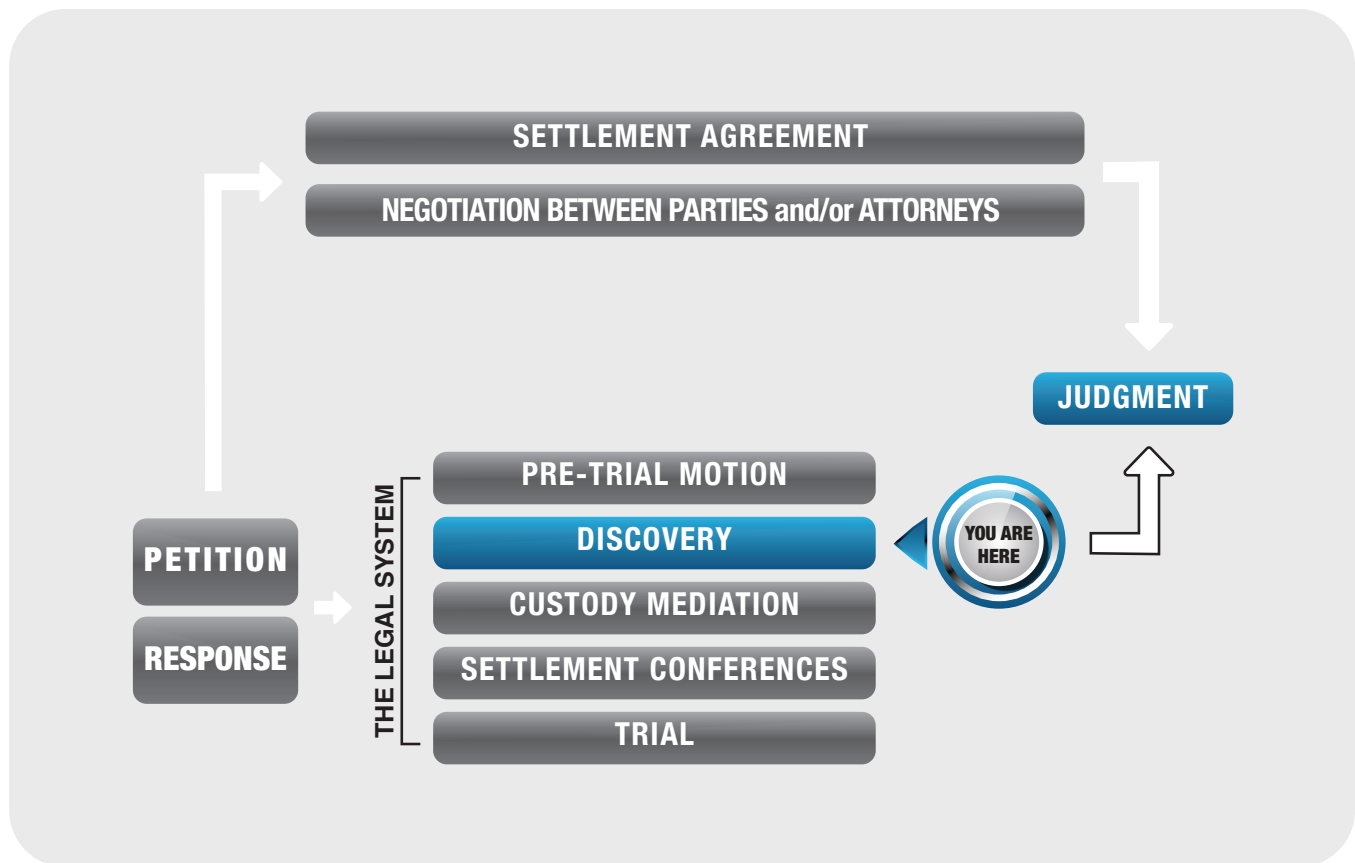 SETTLEMENT AGREEMENT
NEGOTIATION BETWEEN PARTIES and/or ATTORNEYS
JUDGMENT
PETITION
RESPONSE
THE LEGAL SYSTEM
PRE-TRIAL MOTION
DISCOVERY
CUSTODY MEDIATION
SETTLEMENT CONFERENCES
TRIAL
YOU ARE
HERE